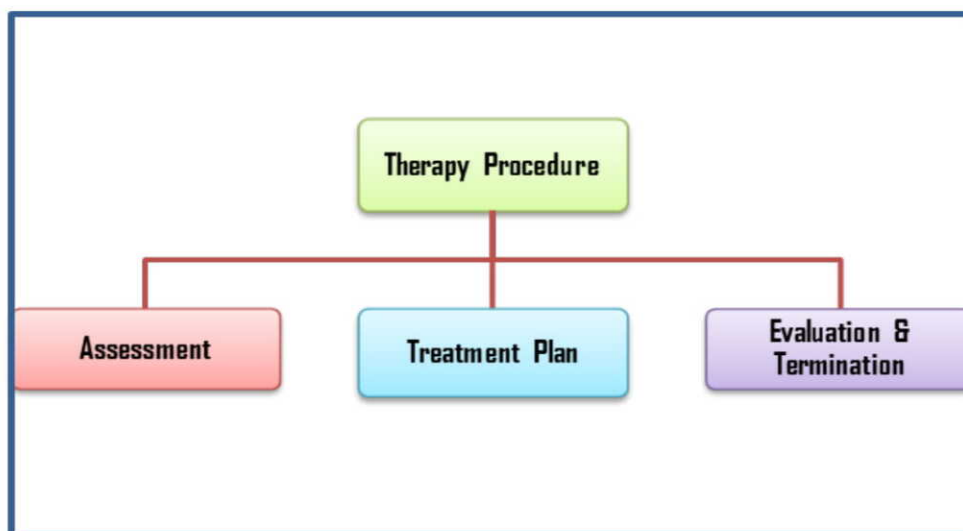 Therapy Procedure
Assessment
Treatment Plan
Evaluation &
Termination